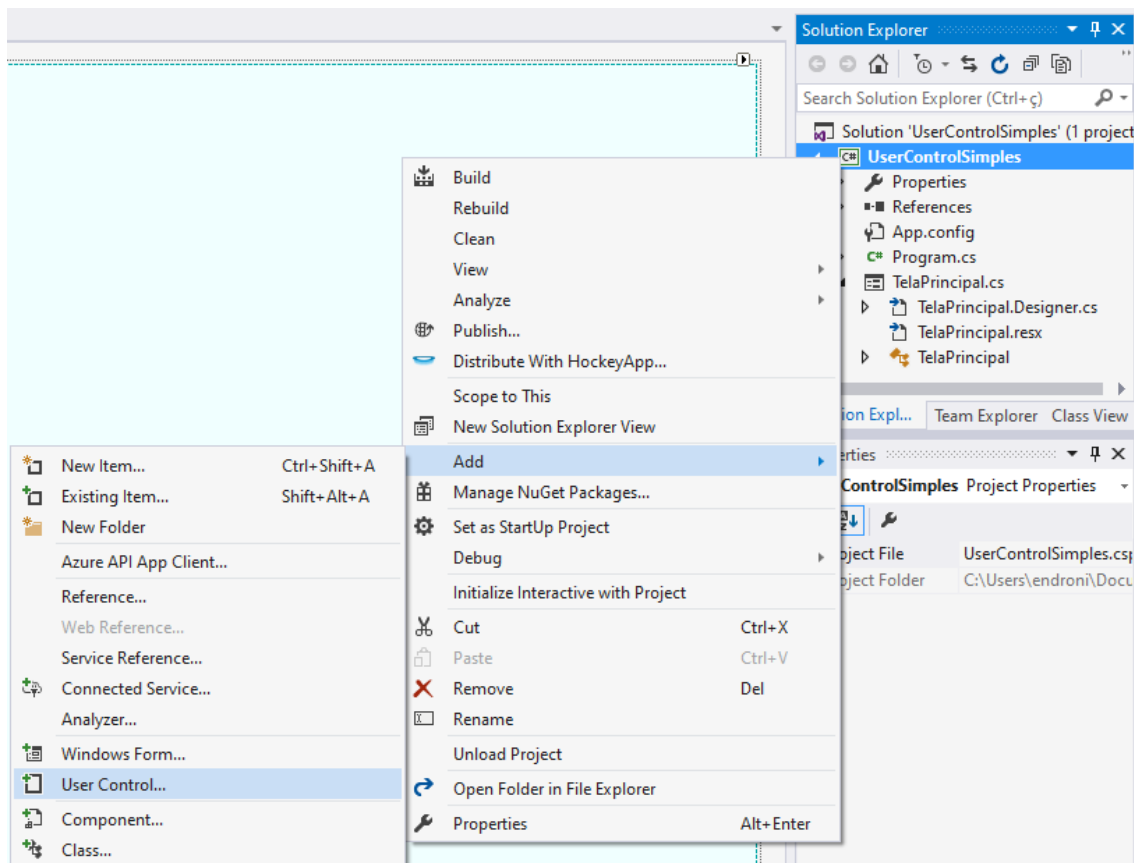 Solution Explorer
Search Solution Explorer (Ctrl+ç)
Solution 'UserControlSimples' (1 project
C# UserControlSimples
Properties
References
App.config
C# Program.cs
TelaPrincipal.cs
TelaPrincipal.Designer.cs
TelaPrincipal.resx
TelaPrincipal
ion Expl... Team Explorer Class View
erties
ControlSimples Project Properties
oject File UserControlSimples.csp
oject Folder C:\Users\endroni\Docu
Build
Rebuild
Clean
View
Analyze
Publish...
Distribute With HockeyApp...
Scope to This
New Solution Explorer View
Add
Manage NuGet Packages...
Set as StartUp Project
Debug
Initialize Interactive with Project
Cut Ctrl+X
Paste Ctrl+V
Remove Del
Rename
Unload Project
Open Folder in File Explorer
Properties Alt+Enter
New Item... Ctrl+Shift+A
Existing Item... Shift+Alt+A
New Folder
Azure API App Client...
Reference...
Web Reference...
Service Reference...
Connected Service...
Analyzer...
Windows Form...
User Control...
Component...
Class...